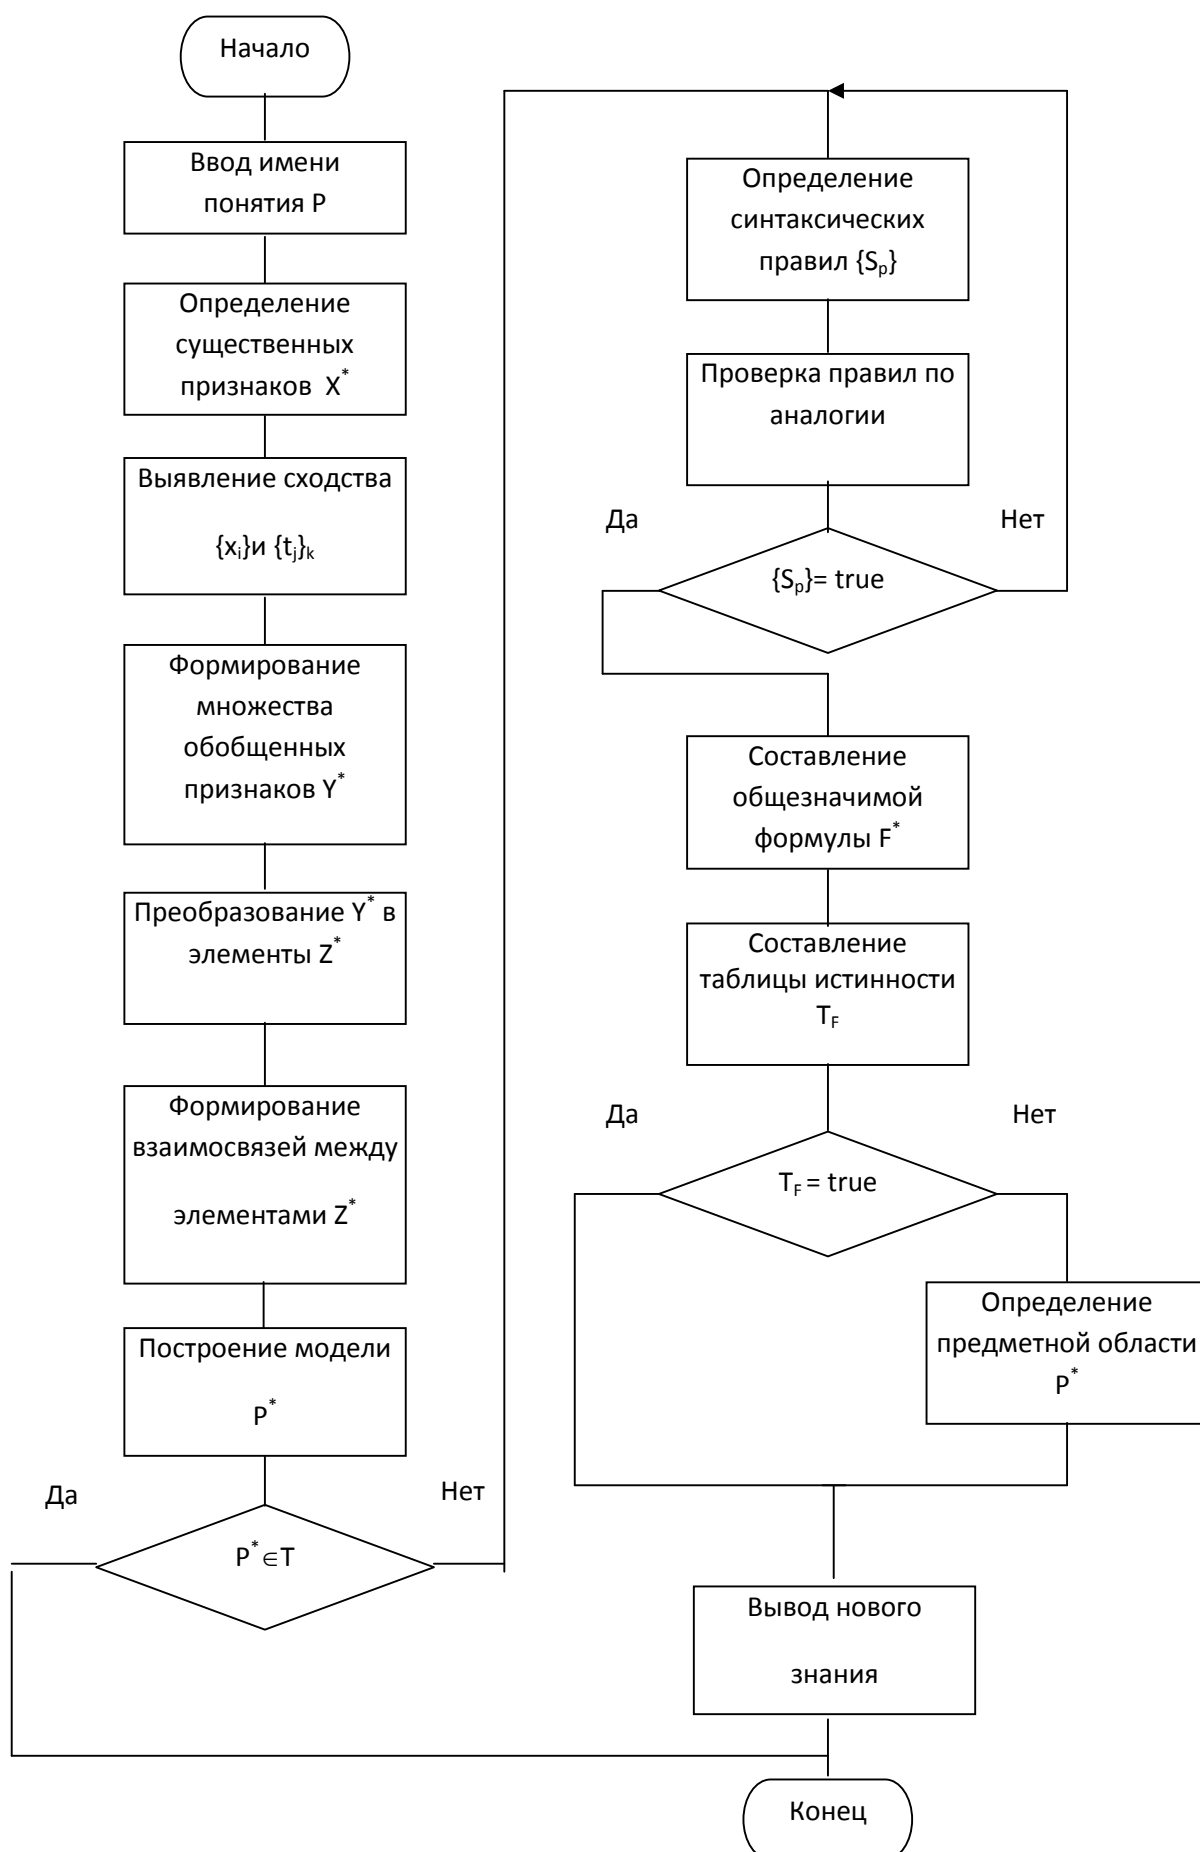 Начало
Ввод имени
понятия P
Определение
существенных
признаков X*
Выявление сходства
{xi}и {tj}k
Формирование
множества
обобщенных
признаков Y*
Преобразование Y* в
элементы Z*
Формирование
взаимосвязей между
элементами Z*
Построение модели
P*
Да
Нет
P*∈T
Определение
синтаксических
правил {Sp}
Проверка правил по
аналогии
Да
Нет
{Sp}= true
Составление
общезначимой
формулы F*
Составление
таблицы истинности
TF
Да
Нет
TF = true
Определение
предметной области
P*
Вывод нового
знания
Конец